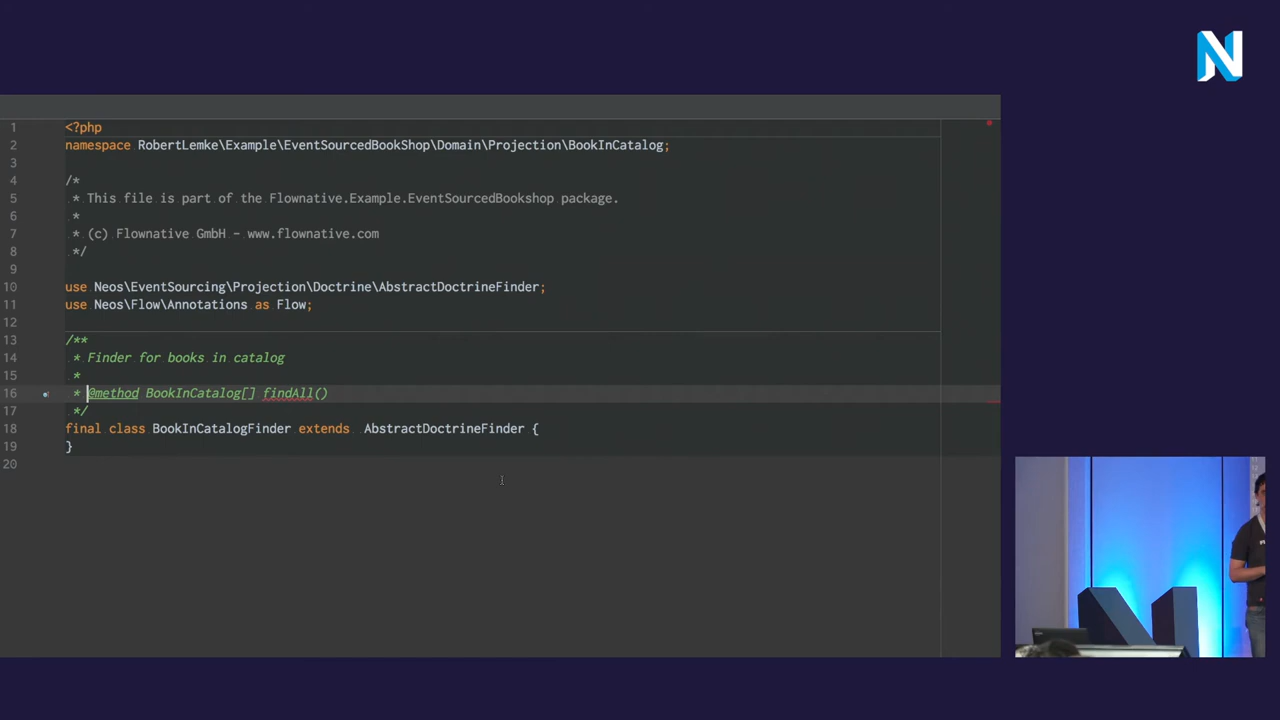 1 <?php
2 namespace RobertLemke\Example\EventSourcedBookShop\Domain\Projection\BookInCatalog;
3
4 /*
5 * This file is part of the Flownative.Example.EventSourcedBookshop package.
6 *
7 * (c) Flownative GmbH - www.flownative.com
8 */
9
10 use Neos\EventSourcing\Projection\Doctrine\AbstractDoctrineFinder;
11 use Neos\Flow\Annotations as Flow;
12
13 /**
14 * Finder for books in catalog
15 *
16 * @method BookInCatalog[] findAll()
17 */
18 final class BookInCatalogFinder extends AbstractDoctrineFinder {
19 }
20